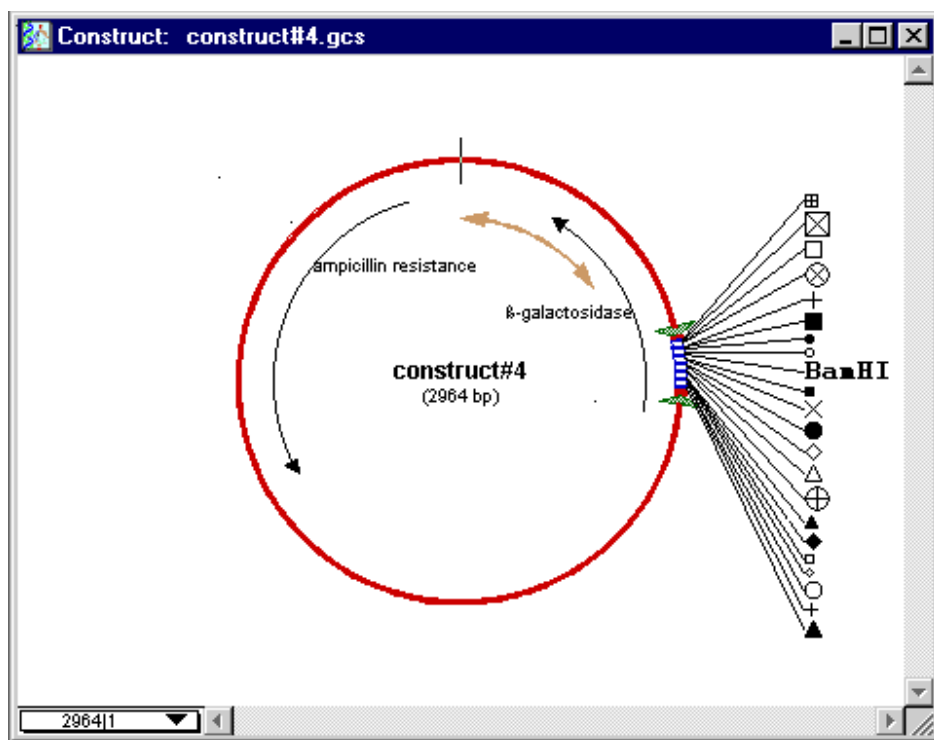 Construct: construct#4.gcs
ampicillin resistance
ß-galactosidase
construct#4
(2964 bp)
BamHI
2964|1